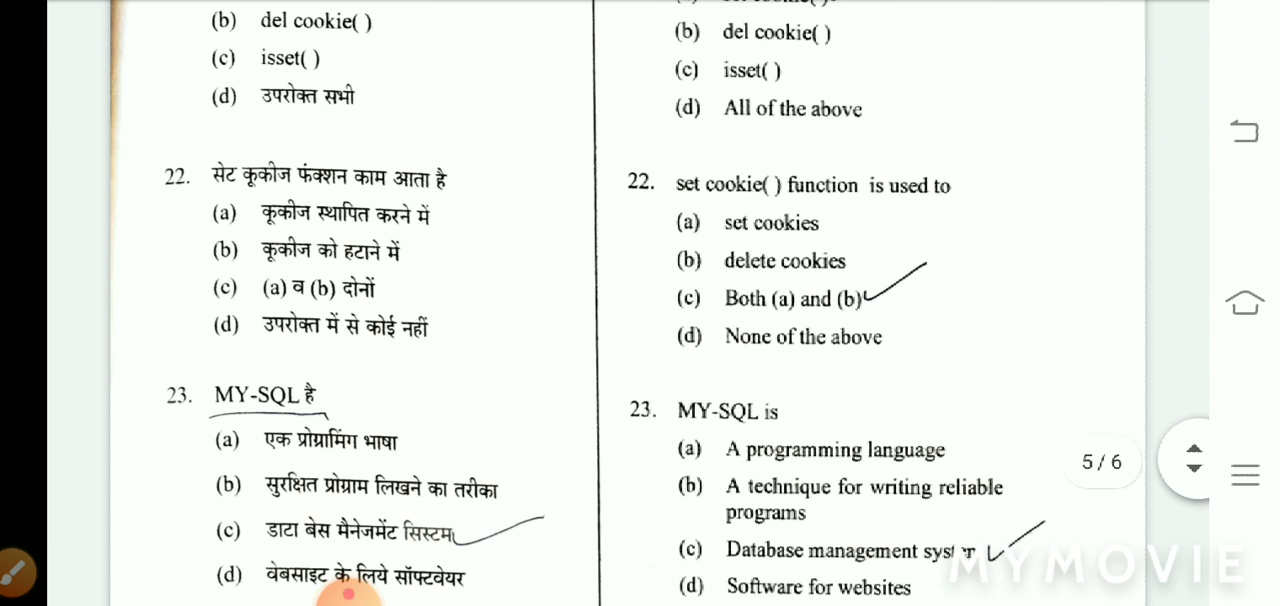 (b) del cookie( )
(c) isset( )
(d) उपरोक्त सभी
22. सेट कूकीज फंक्शन काम आता है
(a) कूकीज स्थापित करने में
(b) कूकीज को हटाने में
(c) (a) व (b) दोनों
(d) उपरोक्त में से कोई नहीं
23. MY-SQL है
(a) एक प्रोग्रामिंग भाषा
(b) सुरक्षित प्रोग्राम लिखने का तरीका
(c) डाटा बेस मैनेजमेंट सिस्टम
(d) वेबसाइट के लिये सॉफ्टवेयर
(b) del cookie( )
(c) isset( )
(d) All of the above
22. set cookie( ) function is used to
(a) set cookies
(b) delete cookies
(c) Both (a) and (b)
(d) None of the above
23. MY-SQL is
(a) A programming language
(b) A technique for writing reliable
programs
(c) Database management
(d) Software for websites
5 / 6
MYMOVIE